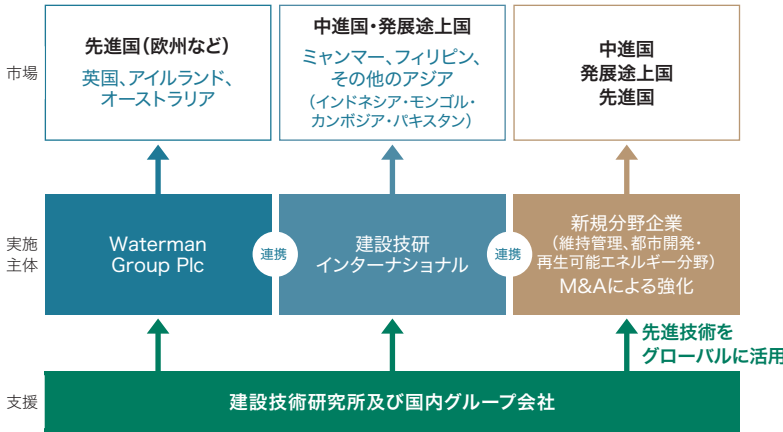 市場
先進国（欧州など）
英国、アイルランド、
オーストラリア
中進国・発展途上国
ミャンマー、フィリピン、
その他のアジア
（インドネシア・モンゴル・
カンボジア・パキスタン）
中進国
発展途上国
先進国
実施
主体
Waterman
Group Plc
連携
建設技研
インターナショナル
連携
新規分野企業
（維持管理、都市開発・
再生可能エネルギー分野）
M&Aによる強化
先進技術を
グローバルに活用
支援
建設技術研究所及び国内グループ会社